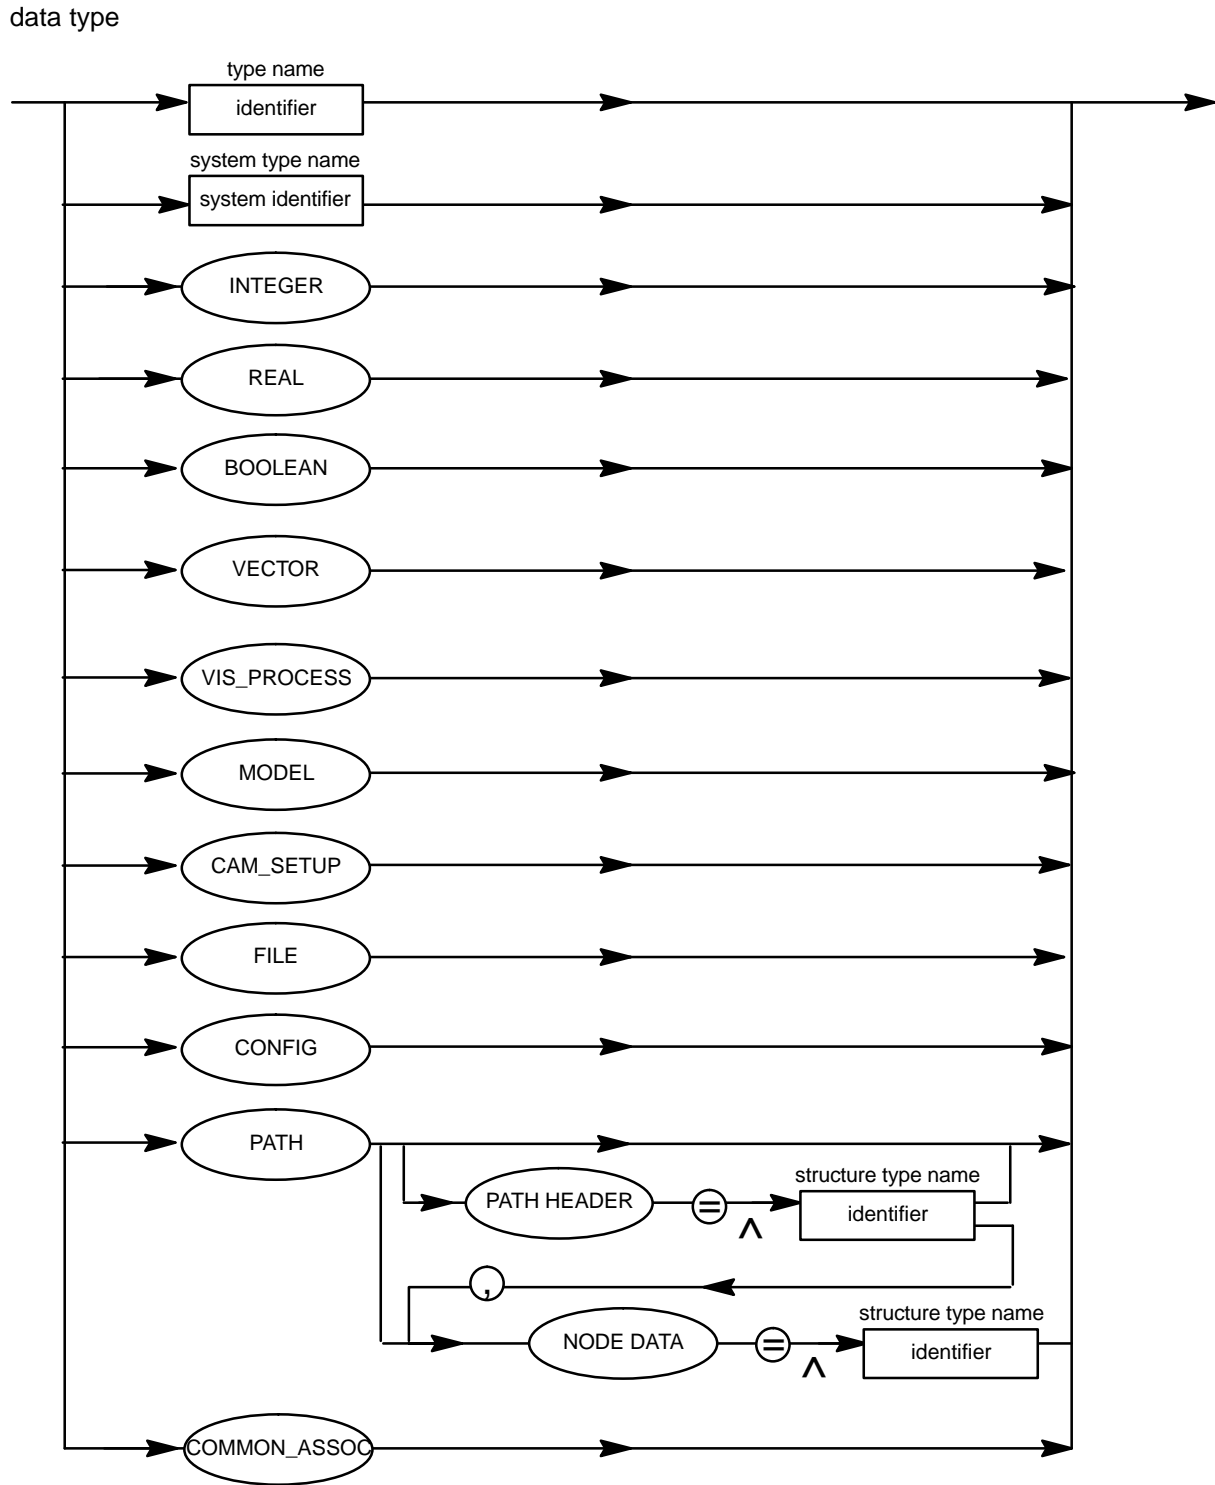 data type
type name
identifier
system type name
system identifier
INTEGER
REAL
BOOLEAN
VECTOR
VIS_PROCESS
MODEL
CAM_SETUP
FILE
CONFIG
PATH
structure type name
PATH HEADER = ^ identifier
,
structure type name
NODE DATA = ^ identifier
COMMON_ASSOC